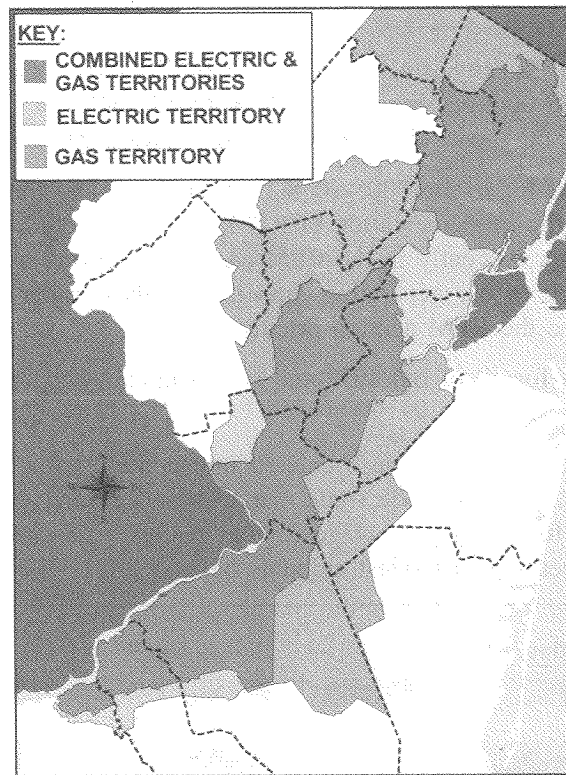 KEY:
COMBINED ELECTRIC &
GAS TERRITORIES
ELECTRIC TERRITORY
GAS TERRITORY